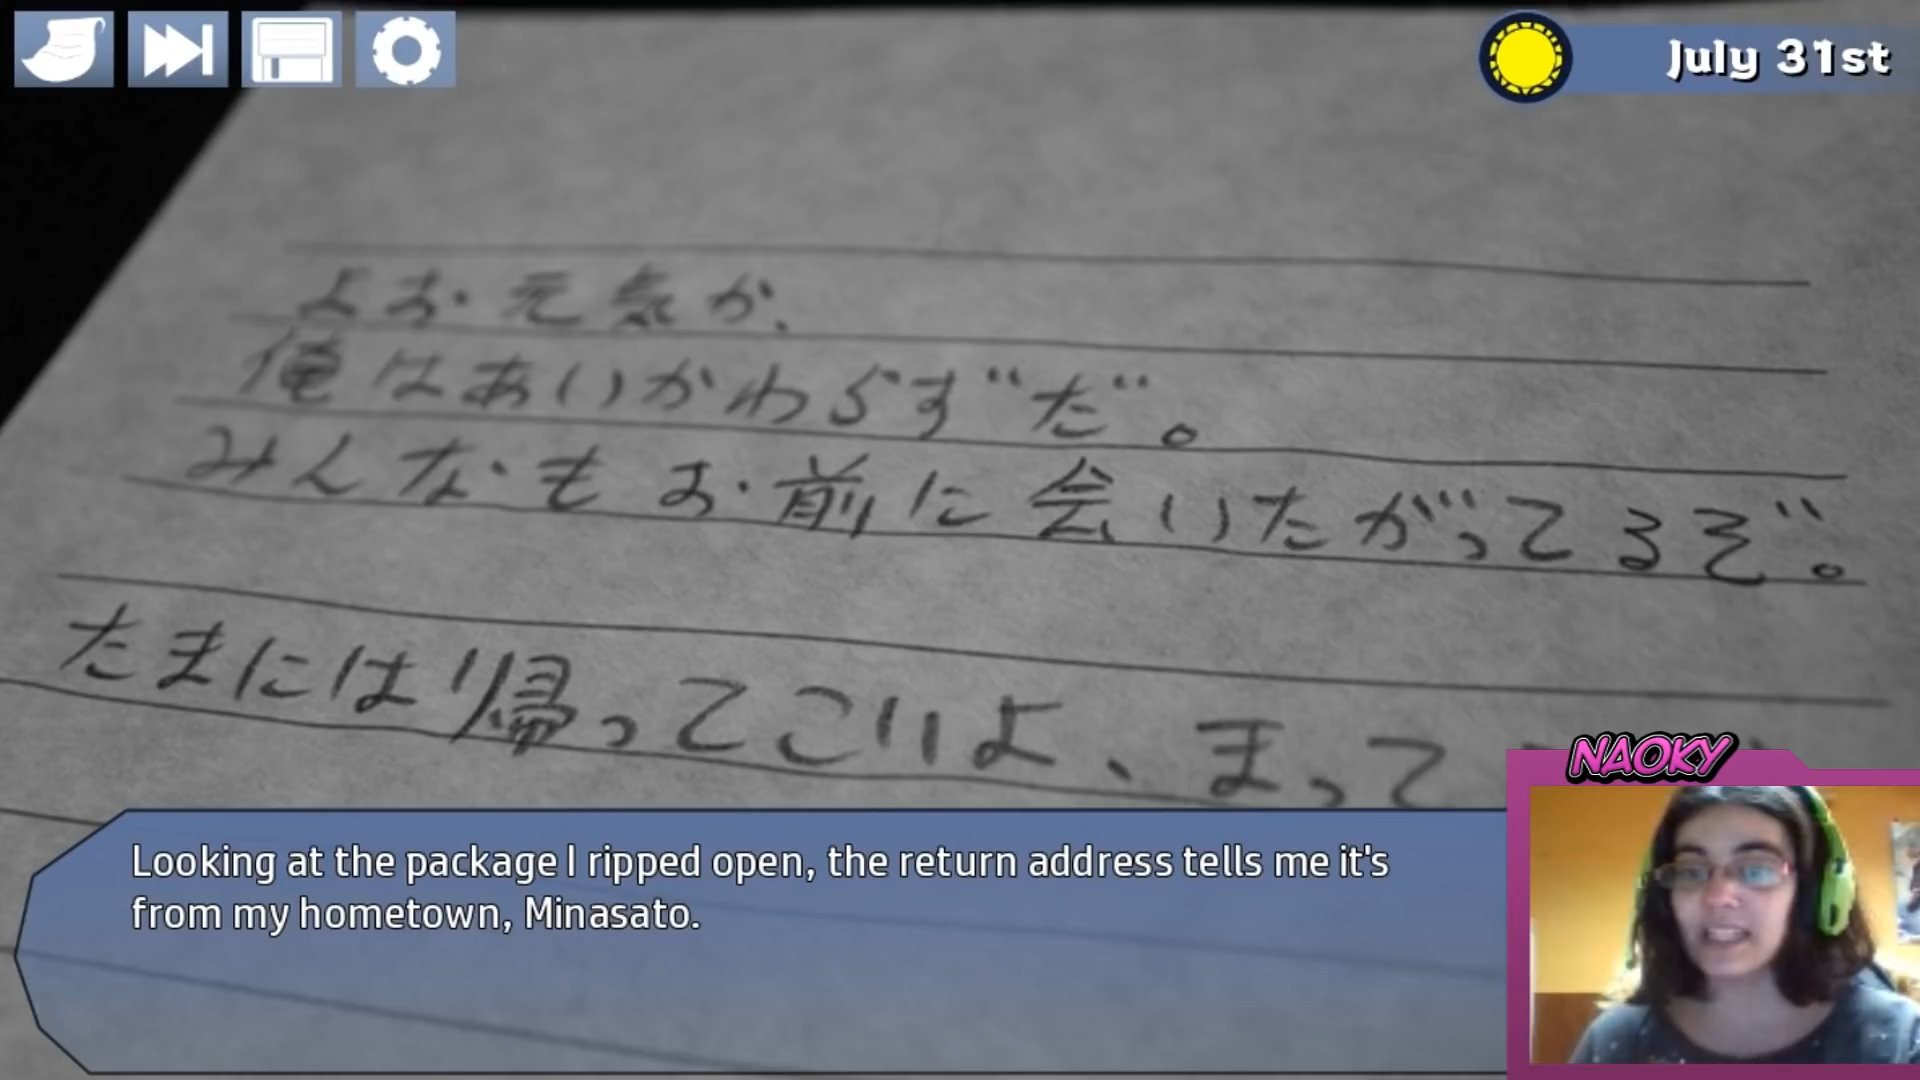 July 31st
よお元気か、
俺はあいかわらずだ。
みんなもお前に会いたがってるぞ。
たまには帰ってこいよ、まって
NAOKY
Looking at the package I ripped open, the return address tells me it's
from my hometown, Minasato.